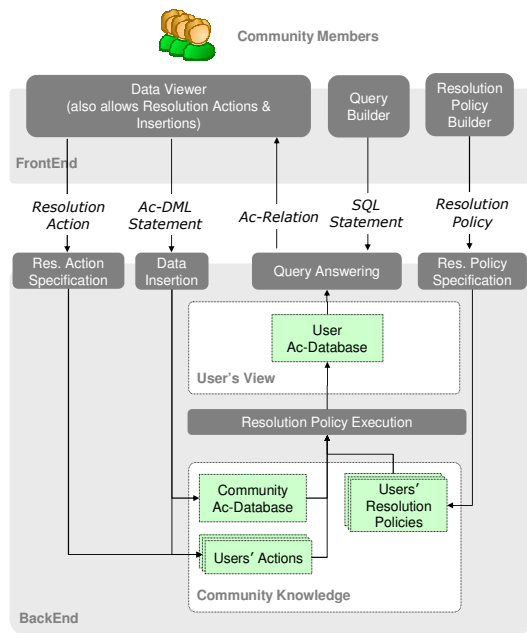 Community Members
Data Viewer
(also allows Resolution Actions &
Insertions)
Query
Builder
Resolution
Policy
Builder
FrontEnd
Resolution
Action
Ac-DML
Statement
Ac-Relation
SQL
Statement
Resolution
Policy
Res. Action
Specification
Data
Insertion
Query Answering
Res. Policy
Specification
User
Ac-Database
User's View
Resolution Policy Execution
Community
Ac-Database
Users' 
Resolution
Policies
Users' Actions
Community Knowledge
BackEnd